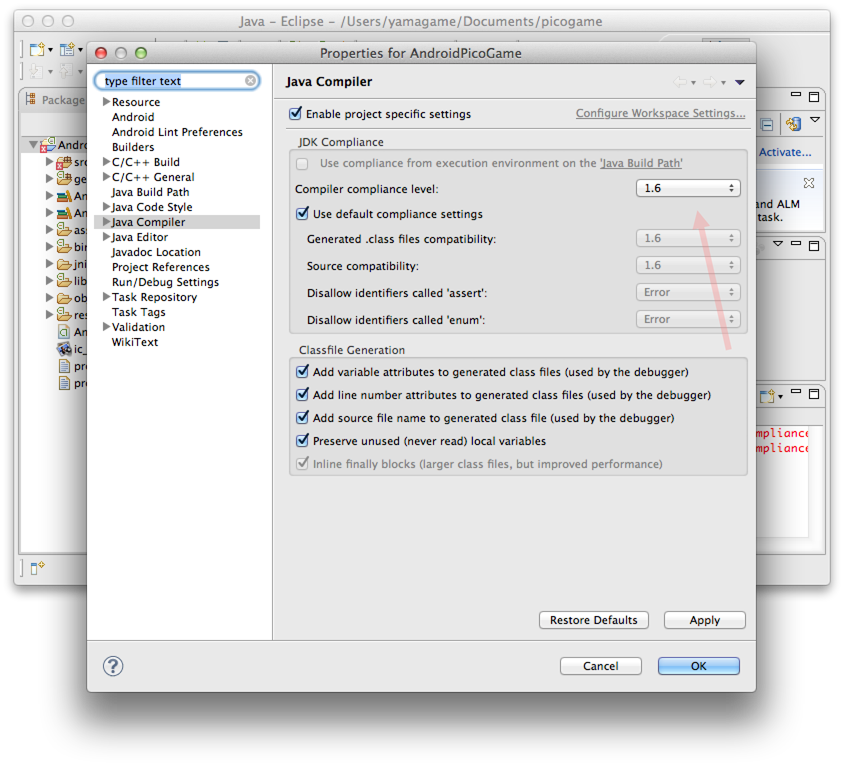 Java – Eclipse – /Users/yamagame/Documents/picogame
Properties for AndroidPicoGame
type filter text
Resource
Android
Android Lint Preferences
Builders
C/C++ Build
C/C++ General
Java Build Path
Java Code Style
Java Compiler
Java Editor
Javadoc Location
Project References
Run/Debug Settings
Task Repository
Task Tags
Validation
WikiText
Java Compiler
Enable project specific settings
Configure Workspace Settings...
JDK Compliance
Use compliance from execution environment on the 'Java Build Path'
Compiler compliance level: 1.6
Use default compliance settings
Generated .class files compatibility: 1.6
Source compatibility: 1.6
Disallow identifiers called 'assert': Error
Disallow identifiers called 'enum': Error
Classfile Generation
Add variable attributes to generated class files (used by the debugger)
Add line number attributes to generated class files (used by the debugger)
Add source file name to generated class file (used by the debugger)
Preserve unused (never read) local variables
Inline finally blocks (larger class files, but improved performance)
Restore Defaults
Apply
?
Cancel
OK
Package
Andro
src
ge
An
An
ass
bin
jni
lib
ob
res
An
ic_
pro
pro
Activate...
and ALM
task.
mpliance
mpliance